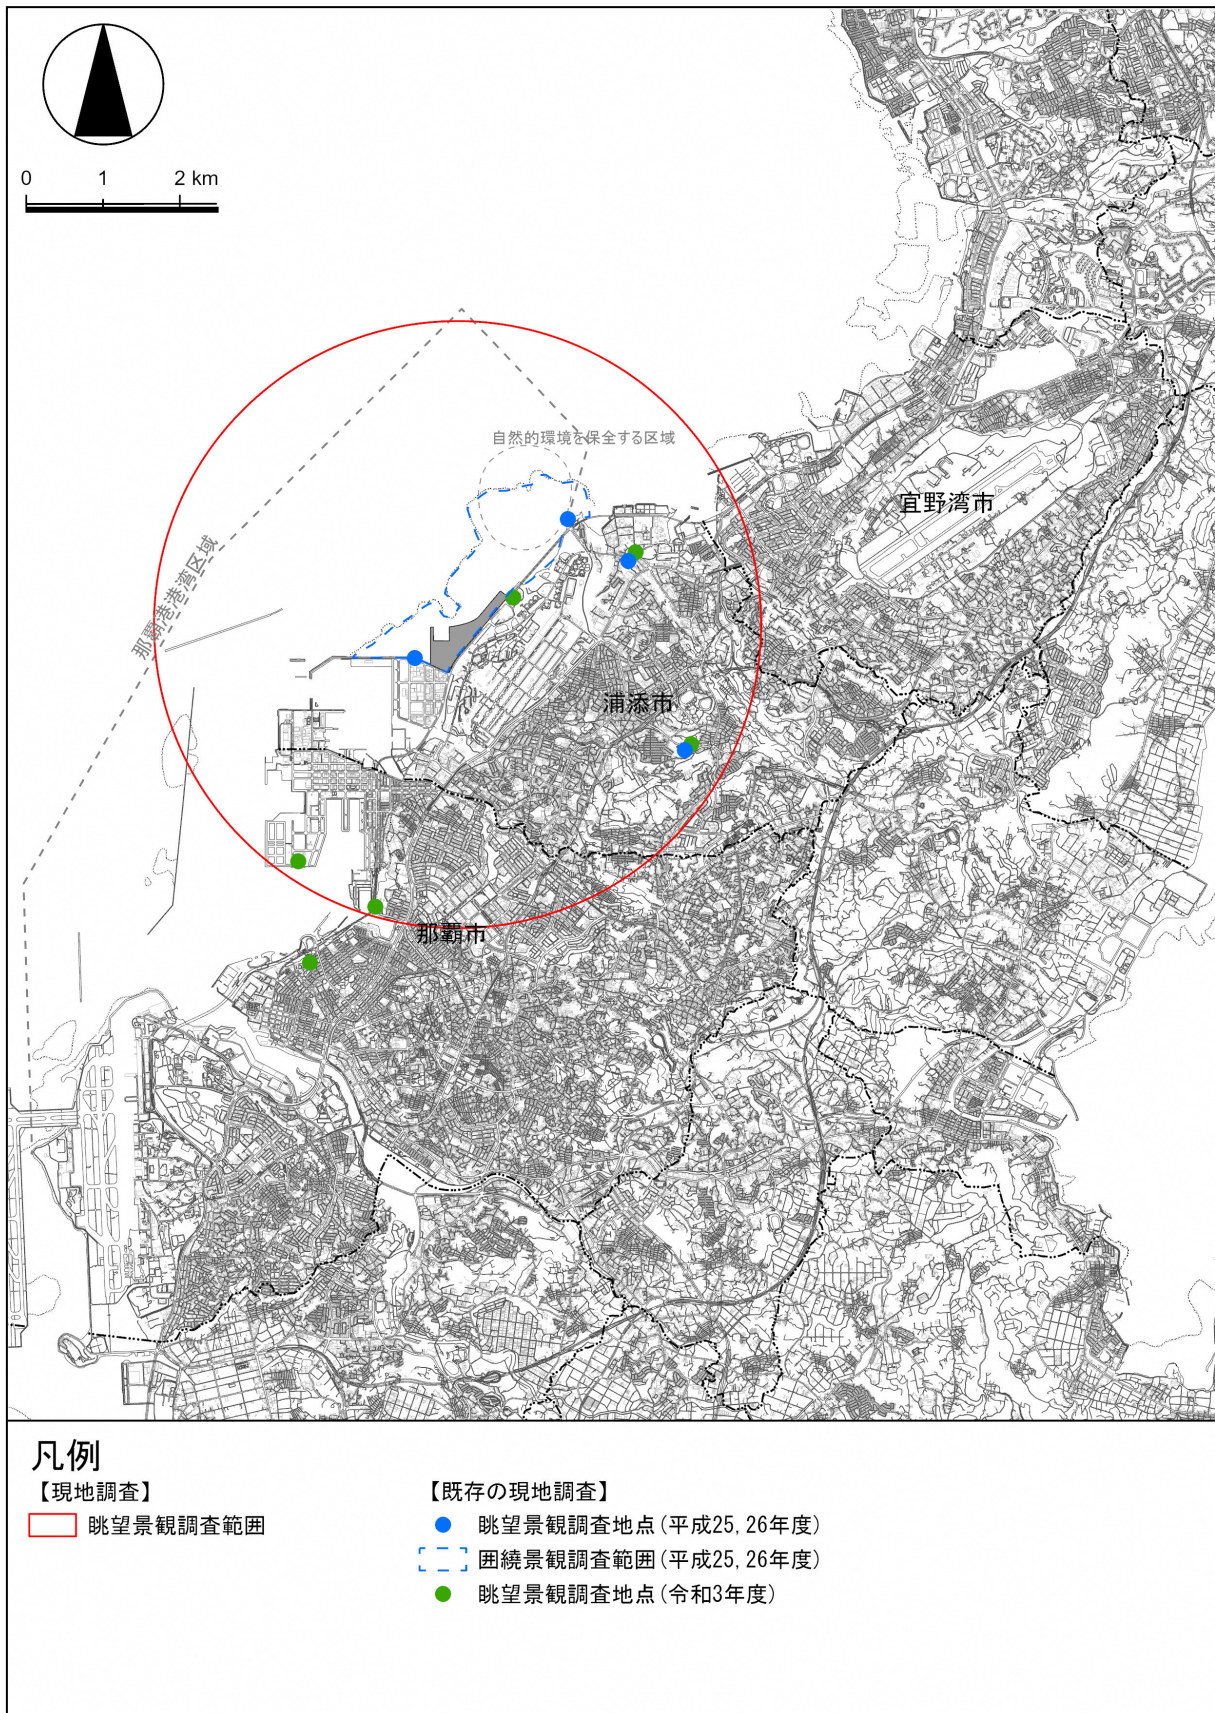 0 1 2 km
自然的環境を保全する区域
宜野湾市
那覇港港湾区域
浦添市
那覇市
凡例
【現地調査】
眺望景観調査範囲
【既存の現地調査】
眺望景観調査地点(平成25,26年度)
囲繞景観調査範囲(平成25,26年度)
眺望景観調査地点(令和3年度)